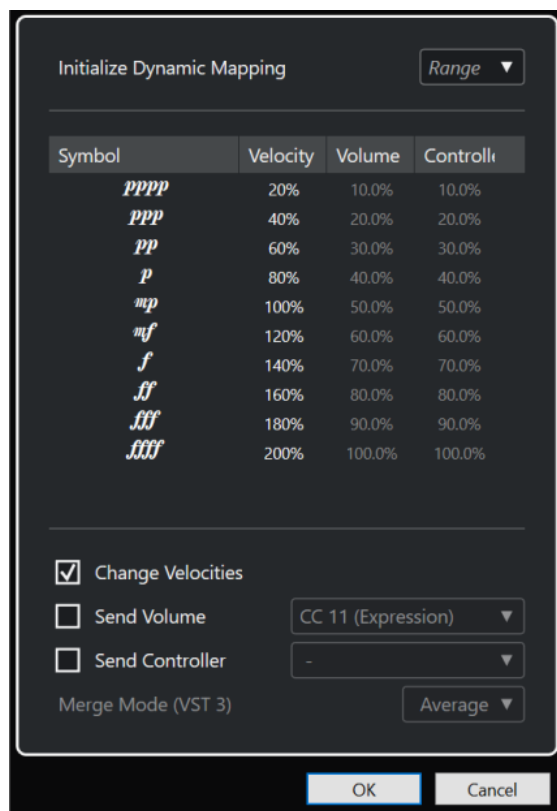 Initialize Dynamic Mapping Range
Symbol Velocity Volume Controlle
pppp 20% 10.0% 10.0%
ppp 40% 20.0% 20.0%
pp 60% 30.0% 30.0%
p 80% 40.0% 40.0%
mp 100% 50.0% 50.0%
mf 120% 60.0% 60.0%
f 140% 70.0% 70.0%
ff 160% 80.0% 80.0%
fff 180% 90.0% 90.0%
ffff 200% 100.0% 100.0%
Change Velocities
Send Volume CC 11 (Expression)
Send Controller -
Merge Mode (VST 3) Average
OK Cancel